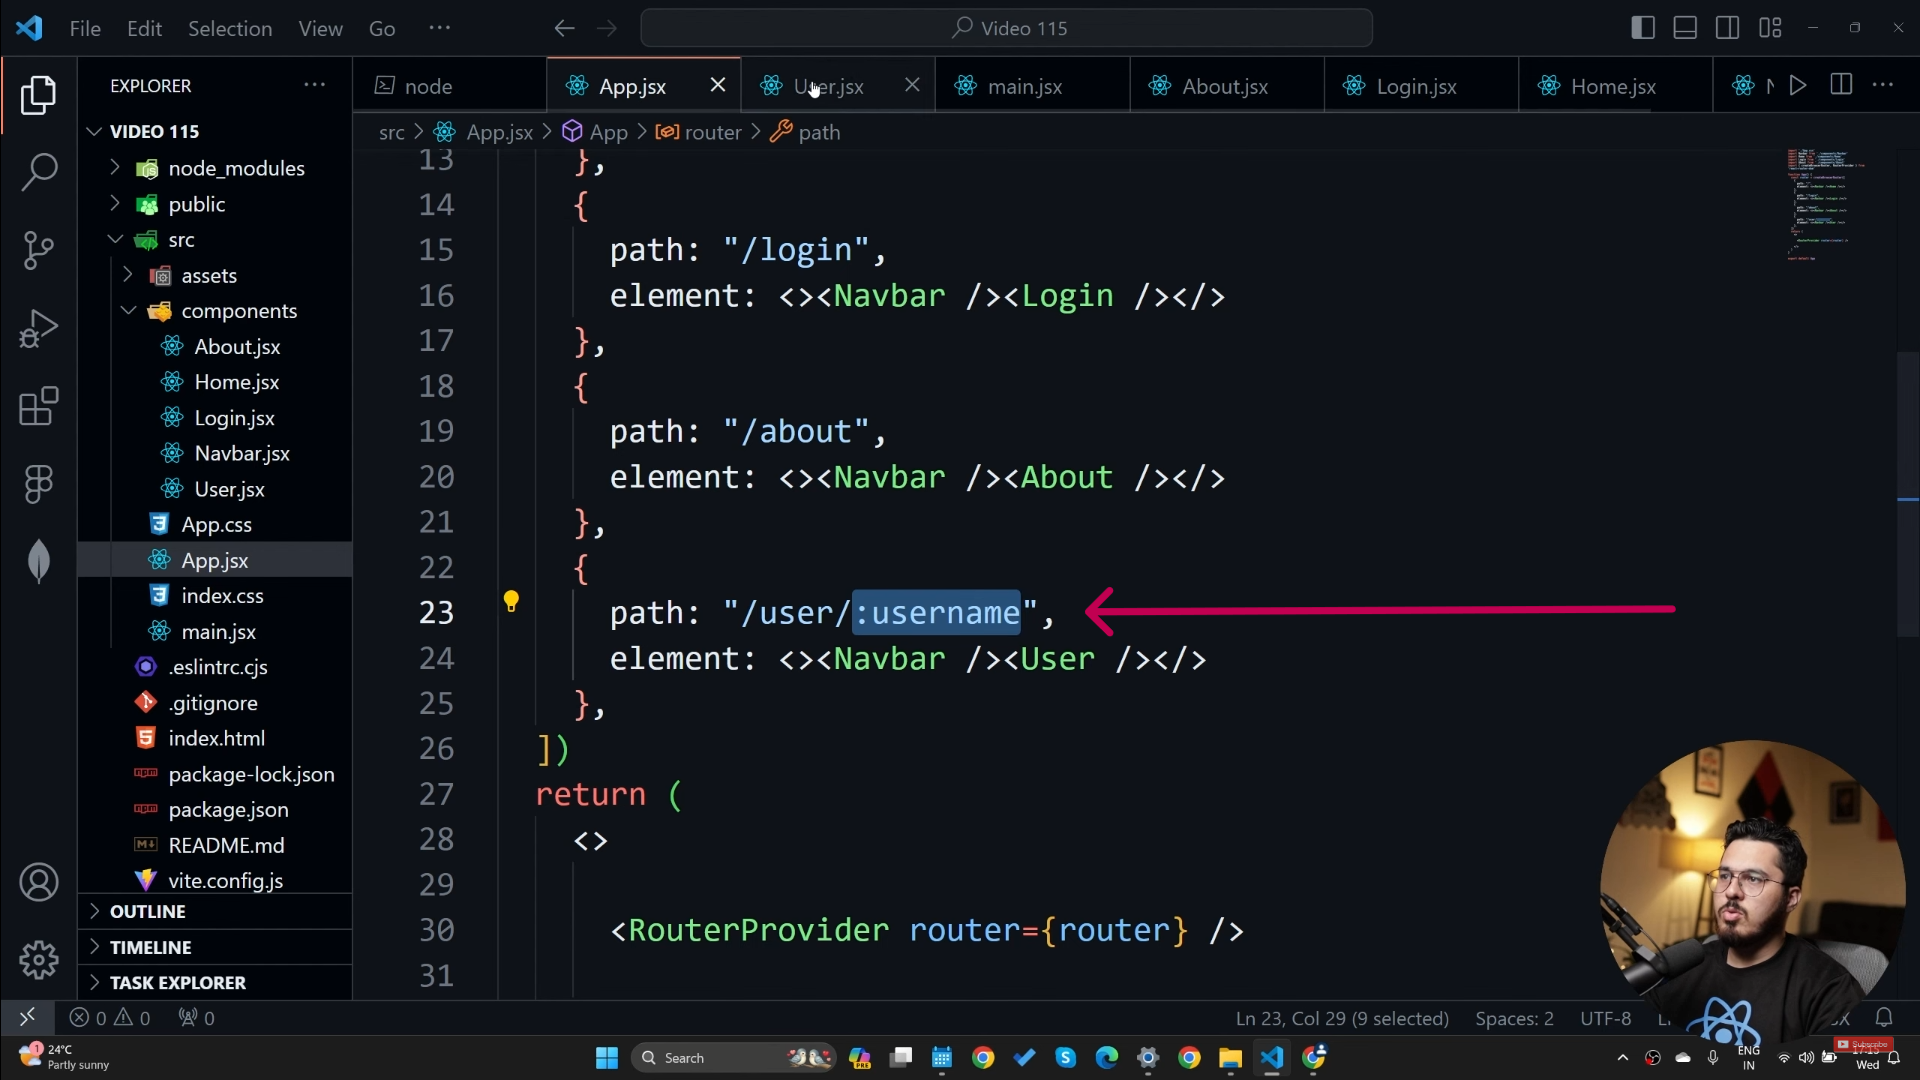 File Edit Selection View Go ···
Video 115
EXPLORER
node App.jsx User.jsx main.jsx About.jsx Login.jsx Home.jsx
VIDEO 115
src > App.jsx > App > router > path
node_modules
public
src
assets
components
About.jsx
Home.jsx
Login.jsx
Navbar.jsx
User.jsx
App.css
App.jsx
index.css
main.jsx
.eslintrc.cjs
.gitignore
index.html
package-lock.json
package.json
README.md
vite.config.js
OUTLINE
TIMELINE
TASK EXPLORER
13 },
14 {
15 path: "/login",
16 element: <><Navbar /><Login /></>
17 },
18 {
19 path: "/about",
20 element: <><Navbar /><About /></>
21 },
22 {
23 path: "/user/:username",
24 element: <><Navbar /><User /></>
25 },
26 ])
27 return (
28 <>
29
30 <RouterProvider router={router} />
31
0 0 0
Ln 23, Col 29 (9 selected) Spaces: 2 UTF-8
24°C
Partly sunny
Search
PRE
ENG
IN
Subscribe
Wed